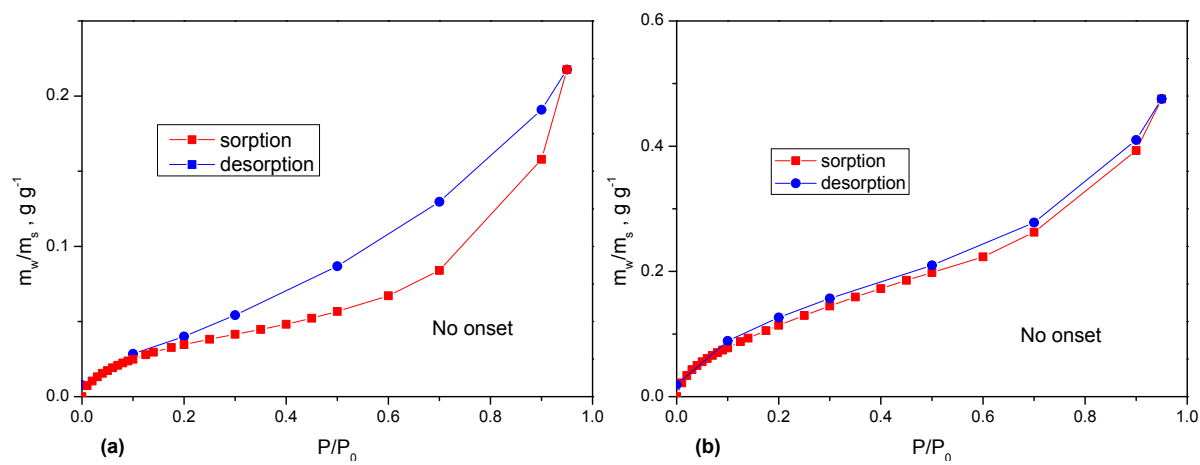 0.2
0.1
0.0
m_w/m_s , g g⁻¹
sorption
desorption
No onset
0.0 0.2 0.4 0.6 0.8 1.0
(a)
P/P₀
0.6
0.4
0.2
0.0
m_w/m_s , g g⁻¹
sorption
desorption
No onset
0.0 0.2 0.4 0.6 0.8 1.0
(b)
P/P₀